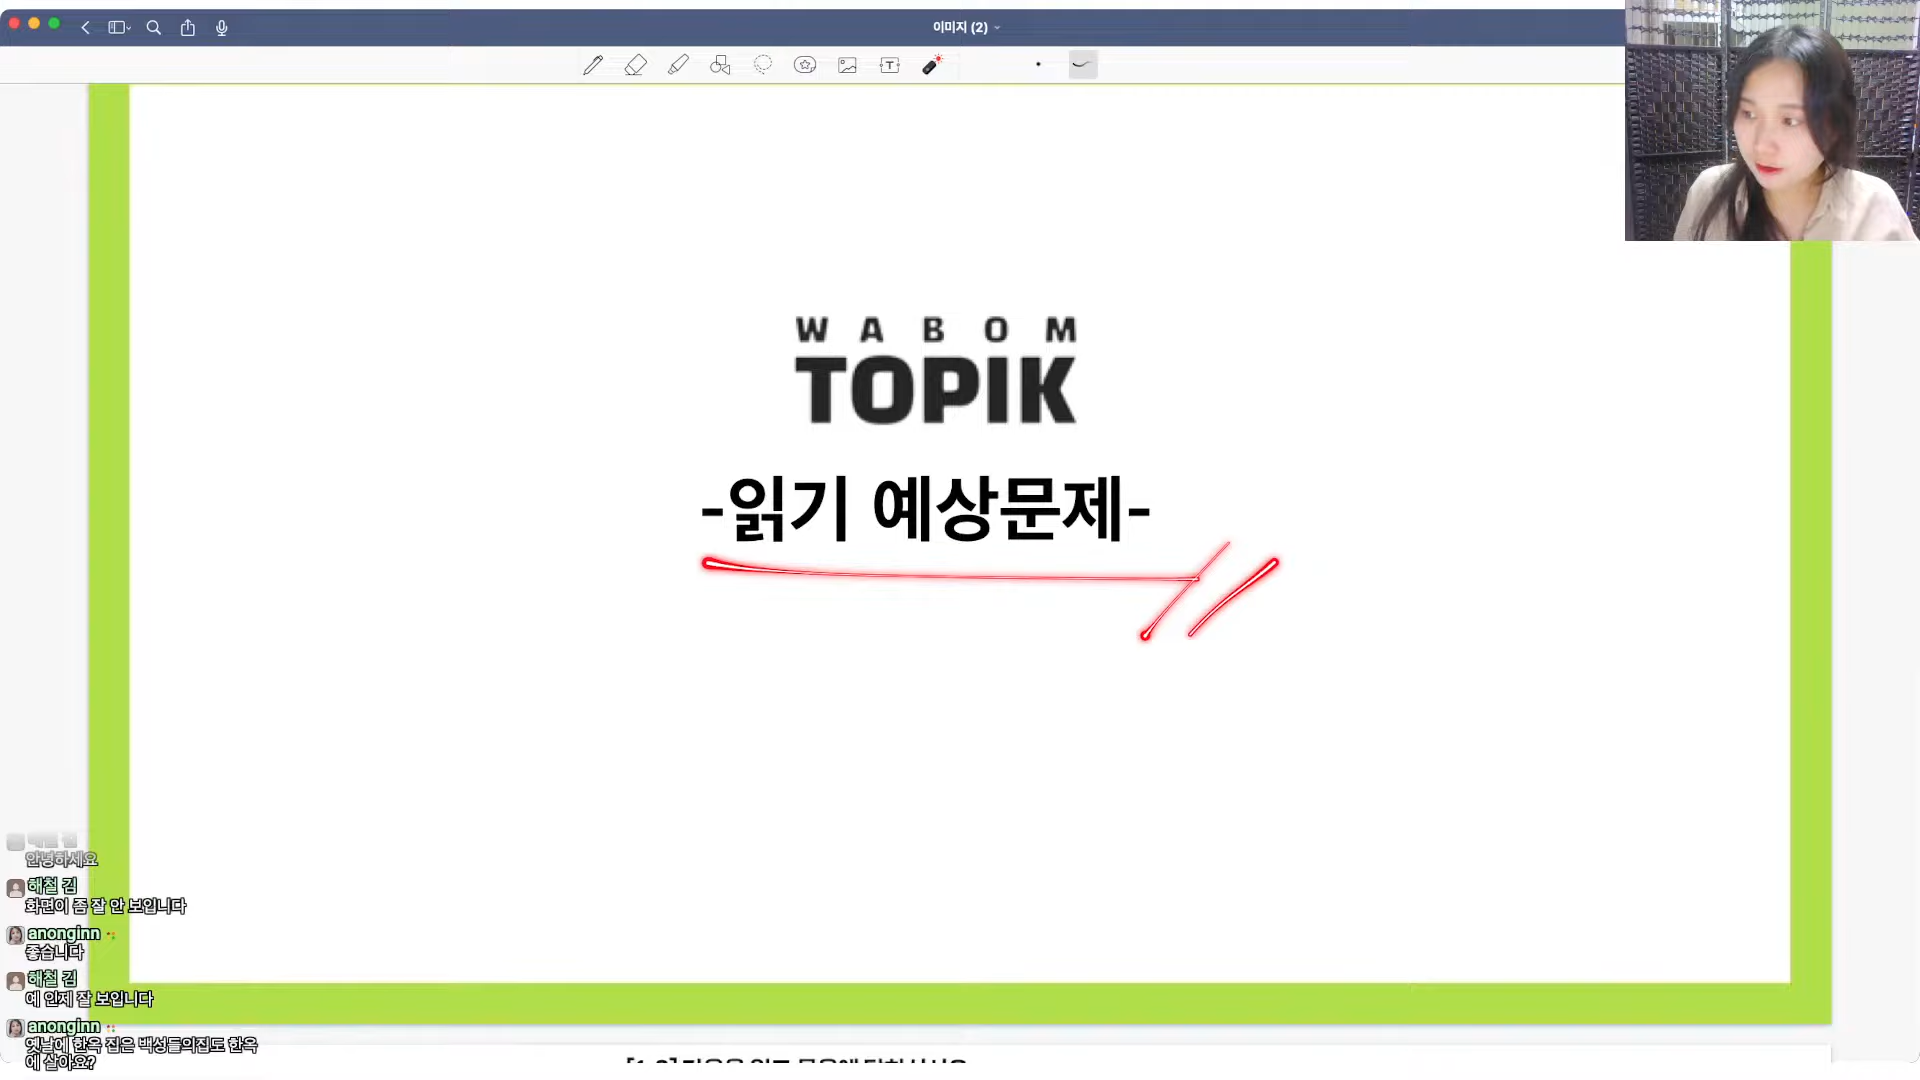 이미지 (2)
W A B O M
TOPIK
-읽기 예상문제-
안녕하세요
해철 김
화면이 좀 잘 안 보입니다
anonginn
좋습니다
해철 김
에 인제 잘 보입니다
anonginn
옛날에 한옥 집은 백성들의집도 한옥
에 살아요?